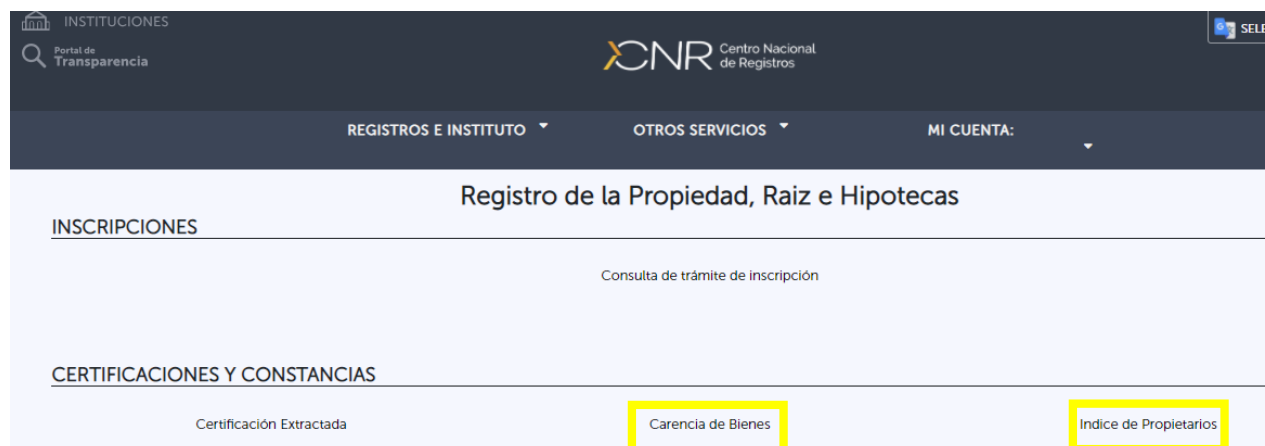 INSTITUCIONES
Portal de
Transparencia
CNR Centro Nacional
de Registros
REGISTROS E INSTITUTO
OTROS SERVICIOS
MI CUENTA:
Registro de la Propiedad, Raiz e Hipotecas
INSCRIPCIONES
Consulta de trámite de inscripción
CERTIFICACIONES Y CONSTANCIAS
Certificación Extractada
Carencia de Bienes
Indice de Propietarios